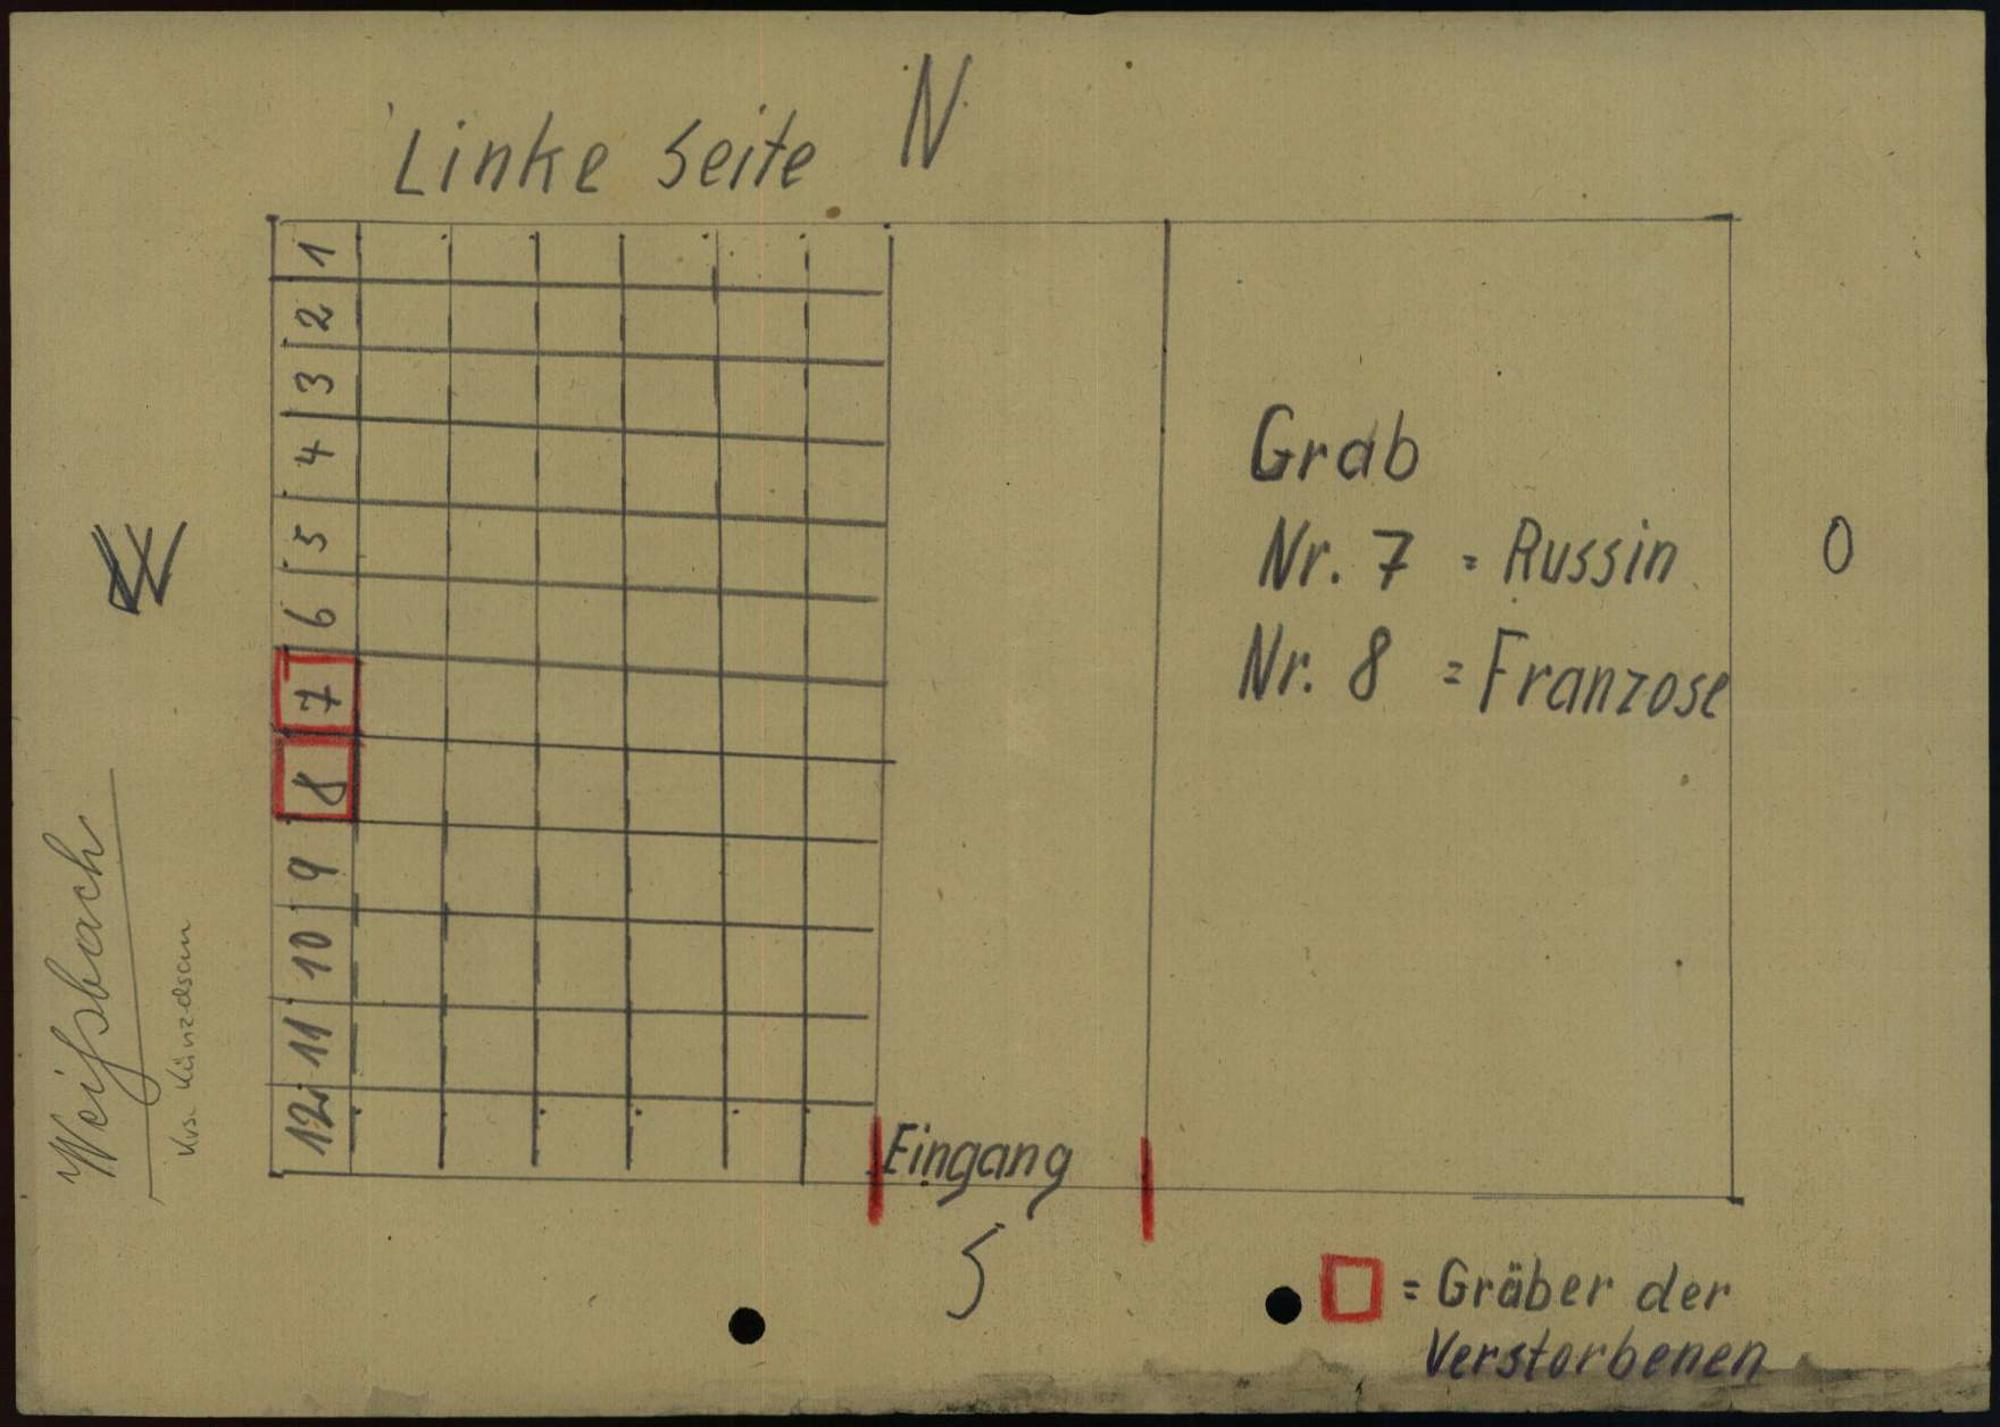 N
Linke Seite
1
2
3
4
5
6
7
8
9
10
11
12
Grab
Nr. 7 = Russin
Nr. 8 = Franzose
O
W
Weißbach
Krs. Künzelsau
Eingang
S
= Gräber der
Verstorbenen